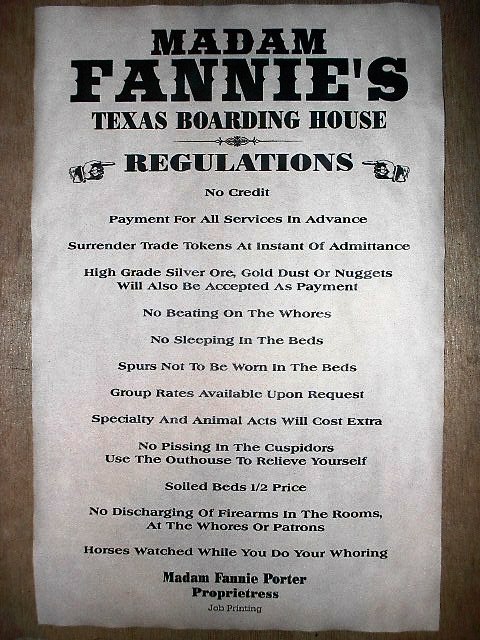 MADAM
FANNIE'S
TEXAS BOARDING HOUSE
REGULATIONS
No Credit
Payment For All Services In Advance
Surrender Trade Tokens At Instant Of Admittance
High Grade Silver Ore, Gold Dust Or Nuggets
Will Also Be Accepted As Payment
No Beating On The Whores
No Sleeping In The Beds
Spurs Not To Be Worn In The Beds
Group Rates Available Upon Request
Specialty And Animal Acts Will Cost Extra
No Pissing In The Cuspidors
Use The Outhouse To Relieve Yourself
Soiled Beds 1/2 Price
No Discharging Of Firearms In The Rooms,
At The Whores Or Patrons
Horses Watched While You Do Your Whoring
Madam Fannie Porter
Proprietress
Job Printing